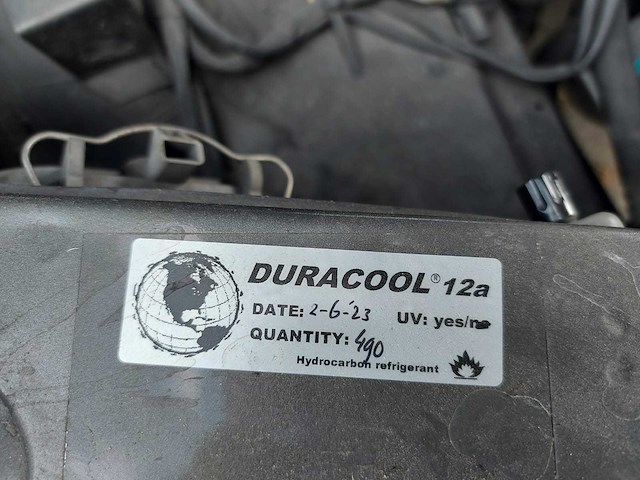 DURACOOL® 12a
DATE: 2-6-'23 UV: yes/no
QUANTITY: 490
Hydrocarbon refrigerant